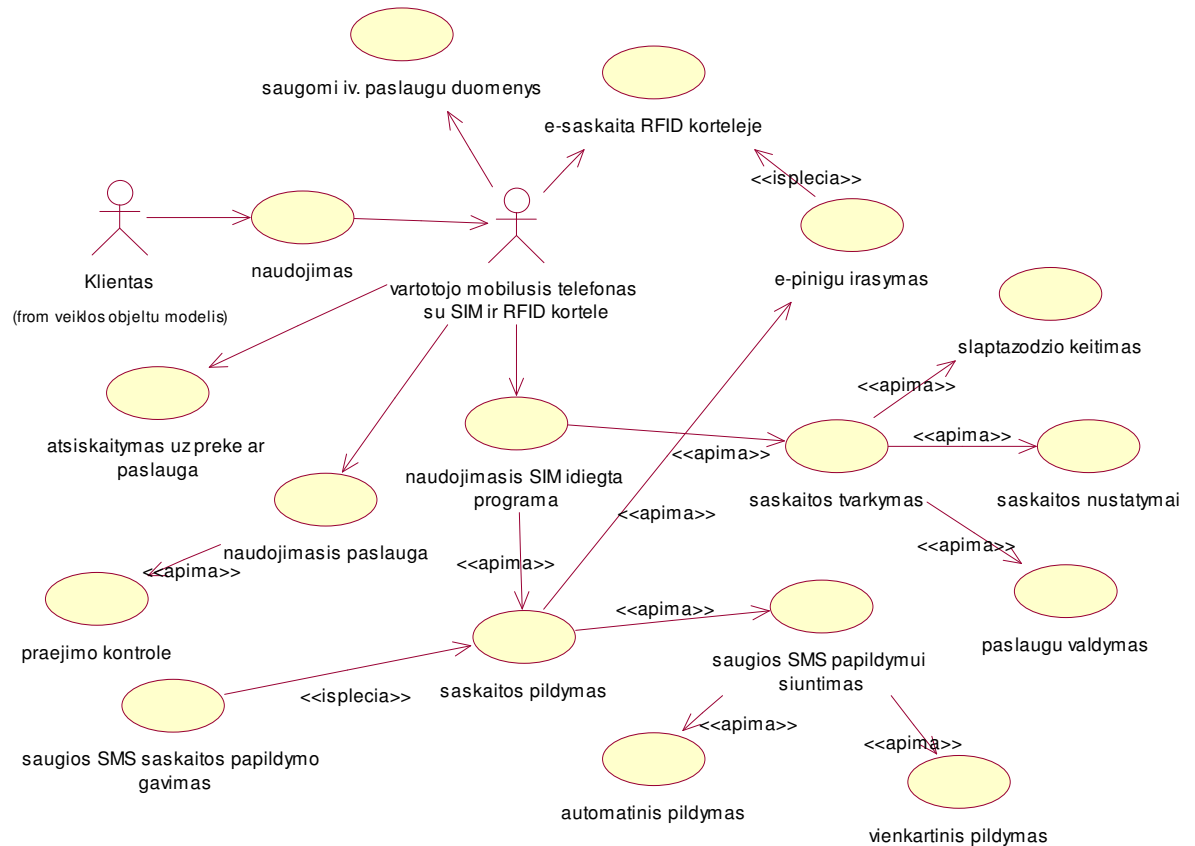 saugomi iv. paslaugu duomenys
e-saskaita RFID korteleje
<<isplecia>>
Klientas
(from veiklos objeltu modelis)
naudojimas
vartotojo mobilusis telefonas
su SIM ir RFID kortele
e-pinigu irasymas
slaptazodzio keitimas
<<apima>>
atsiskaitymas uz preke ar
paslauga
naudojimasis SIM idiegta
programa
<<apima>>
saskaitos tvarkymas
<<apima>>
saskaitos nustatymai
<<apima>>
naudojimasis paslauga
<<apima>>
<<apima>>
<<apima>>
praejimo kontrole
<<apima>>
paslaugu valdymas
saskaitos pildymas
saugios SMS papildymui
siuntimas
<<isplecia>>
saugios SMS saskaitos papildymo
gavimas
<<apima>>
<<apima>>
automatinis pildymas
vienkartinis pildymas